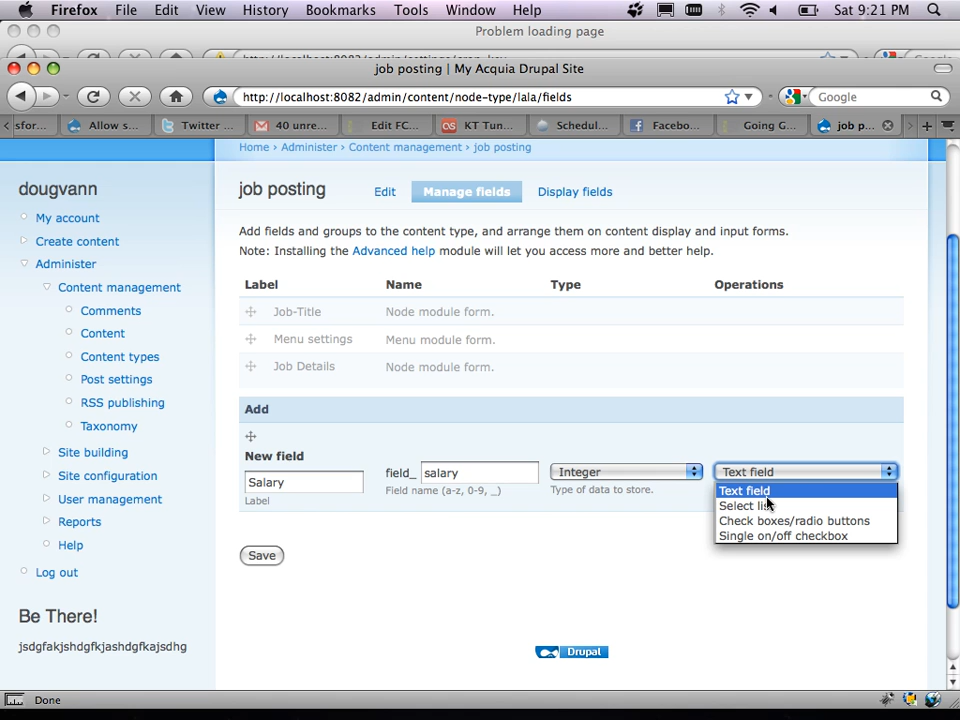 Firefox File Edit View History Bookmarks Tools Window Help Sat 9:21 PM
Problem loading page
job posting | My Acquia Drupal Site
http://localhost:8082/admin/content/node-type/lala/fields Google
sfor... Allow s... Twitter ... 40 unre... Edit FC... KT Tun... Schedul... Facebo... Going G... job p...
Home › Administer › Content management › job posting
dougvann
My account
Create content
Administer
Content management
Comments
Content
Content types
Post settings
RSS publishing
Taxonomy
Site building
Site configuration
User management
Reports
Help
Log out
Be There!
jsdgfakjshdgfkjashdgfkajsdhg
job posting Edit Manage fields Display fields
Add fields and groups to the content type, and arrange them on content display and input forms.
Note: Installing the Advanced help module will let you access more and better help.
Label Name Type Operations
Job-Title Node module form.
Menu settings Menu module form.
Job Details Node module form.
Add
New field
Salary field_ salary Integer Text field
Label Field name (a-z, 0-9, _) Type of data to store.
Text field
Select list
Check boxes/radio buttons
Single on/off checkbox
Save
Drupal
Done